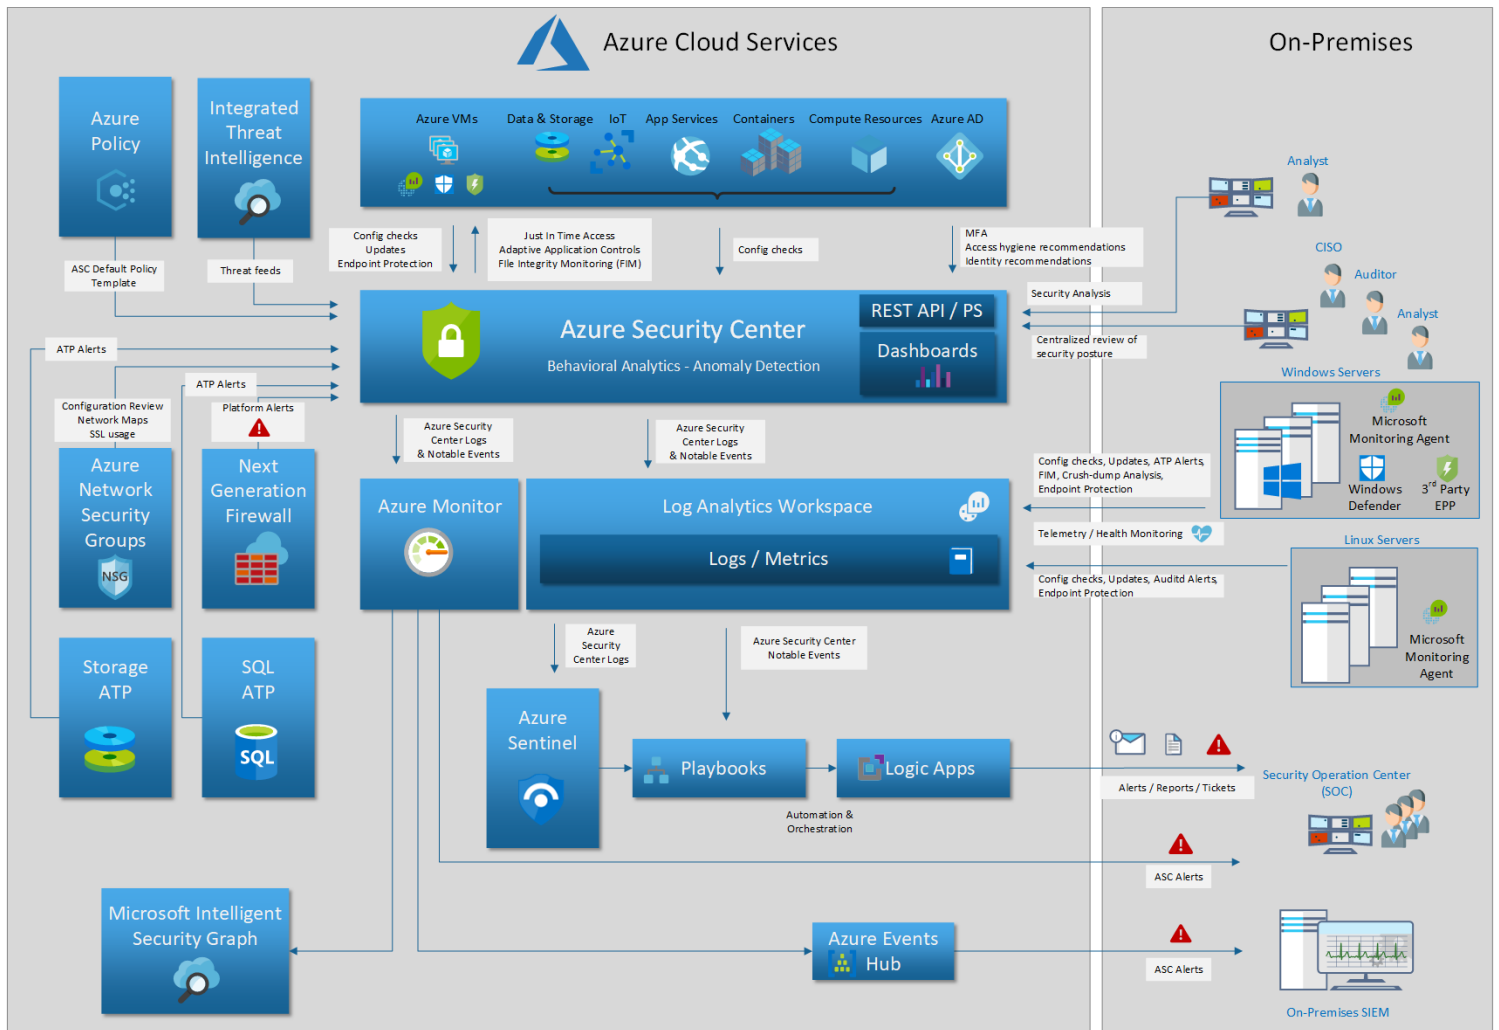 Azure Cloud Services
On-Premises
Azure
Policy
Integrated
Threat
Intelligence
Azure VMs
Data & Storage
IoT
App Services
Containers
Compute Resources
Azure AD
Analyst
Config checks
Updates
Endpoint Protection
Just In Time Access
Adaptive Application Controls
File Integrity Monitoring (FIM)
Config checks
MFA
Access hygiene recommendations
Identity recommendations
CISO
Auditor
Analyst
ASC Default Policy
Template
Threat feeds
Security Analysis
Azure Security Center
Behavioral Analytics - Anomaly Detection
REST API / PS
Dashboards
Centralized review of
security posture
ATP Alerts
ATP Alerts
Configuration Review
Network Maps
SSL usage
Platform Alerts
Windows Servers
Microsoft
Monitoring Agent
Windows
Defender
3rd Party
EPP
Azure Security
Center Logs
& Notable Events
Azure Security
Center Logs
& Notable Events
Azure
Network
Security
Groups
NSG
Next
Generation
Firewall
Config checks, Updates, ATP Alerts,
FIM, Crush-dump Analysis,
Endpoint Protection
Azure Monitor
Log Analytics Workspace
Logs / Metrics
Telemetry / Health Monitoring
Linux Servers
Config checks, Updates, Auditd Alerts,
Endpoint Protection
Microsoft
Monitoring
Agent
Storage
ATP
SQL
ATP
SQL
Azure
Security
Center Logs
Azure Security Center
Notable Events
Azure
Sentinel
Playbooks
Logic Apps
Automation &
Orchestration
Alerts / Reports / Tickets
Security Operation Center
(SOC)
ASC Alerts
Microsoft Intelligent
Security Graph
Azure Events
Hub
ASC Alerts
On-Premises SIEM